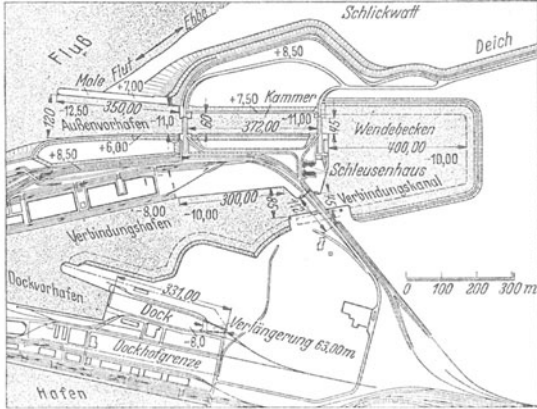 Schlickwatt
Deich
Fluß
Flut Ebbe
Mole
+7,00
+8,50
-12,50
350,00
Außenvorhafen
-11,0
120
+7,50
Kammer
60
372,00
-11,00
45
Wendebecken
400,00
-10,00
+8,50
+6,00
Schleusenhaus
Verbindungskanal
300,00
-8,00
-10,00
Verbindungshafen
Dockvorhafen
331,00
Dock
Verlängerung 63,00m
-8,0
Dockhofgrenze
Hafen
0 100 200 300 m